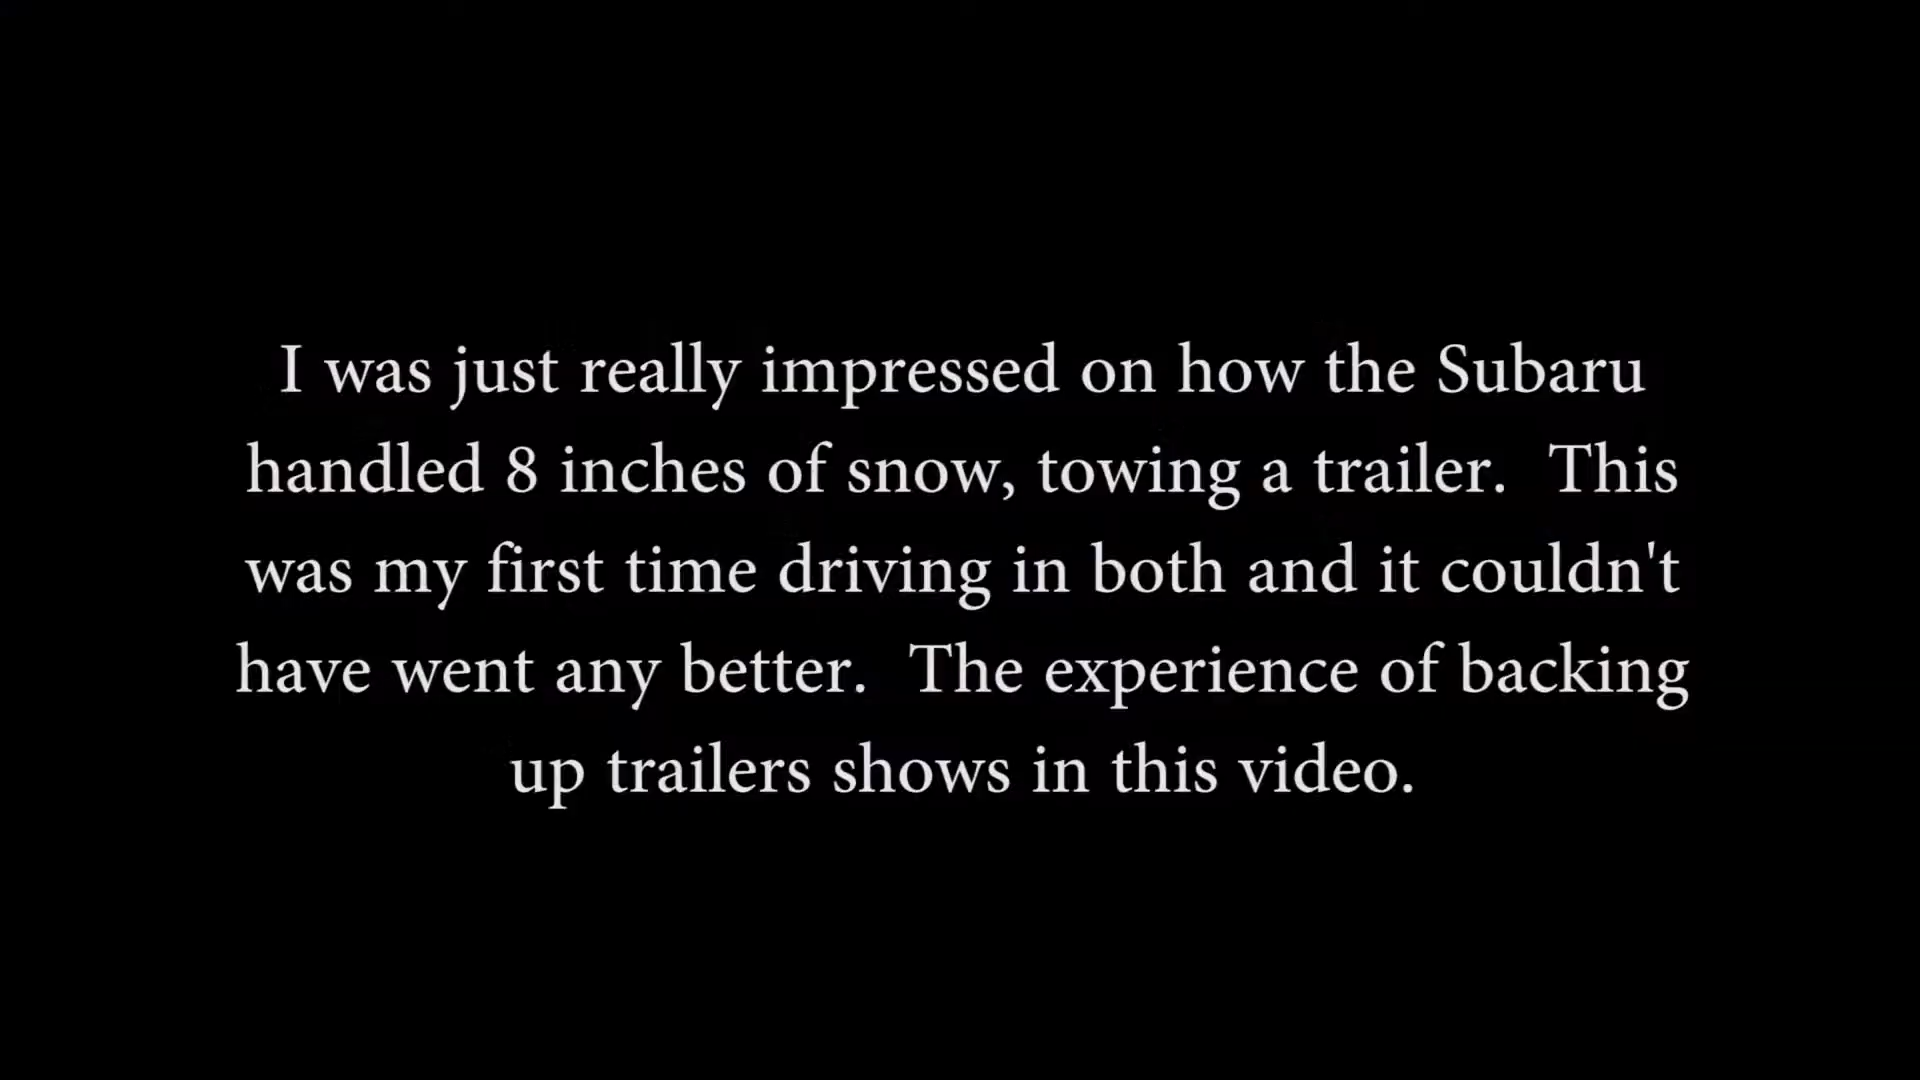 I was just really impressed on how the Subaru
handled 8 inches of snow, towing a trailer.  This
was my first time driving in both and it couldn't
have went any better.  The experience of backing
up trailers shows in this video.